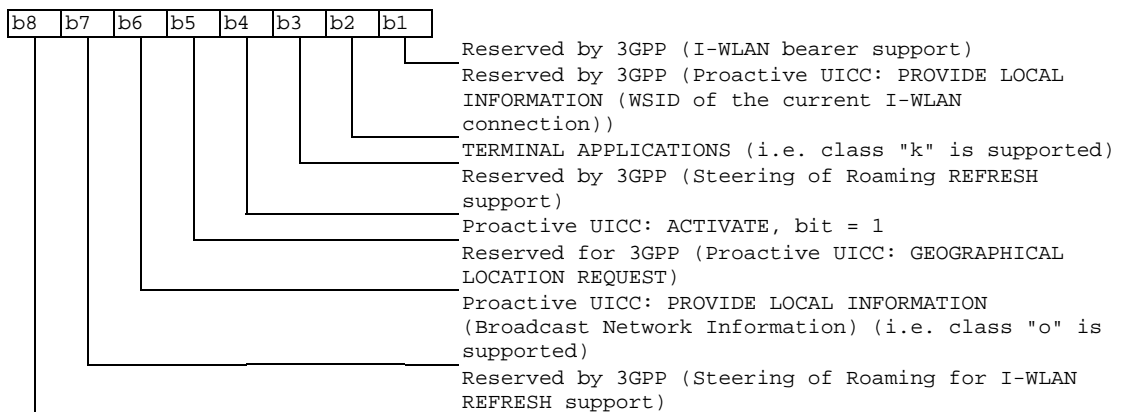 b8 b7 b6 b5 b4 b3 b2 b1
Reserved by 3GPP (I-WLAN bearer support)
Reserved by 3GPP (Proactive UICC: PROVIDE LOCAL
INFORMATION (WSID of the current I-WLAN
connection))
TERMINAL APPLICATIONS (i.e. class "k" is supported)
Reserved by 3GPP (Steering of Roaming REFRESH
support)
Proactive UICC: ACTIVATE, bit = 1
Reserved for 3GPP (Proactive UICC: GEOGRAPHICAL
LOCATION REQUEST)
Proactive UICC: PROVIDE LOCAL INFORMATION
(Broadcast Network Information) (i.e. class "o" is
supported)
Reserved by 3GPP (Steering of Roaming for I-WLAN
REFRESH support)